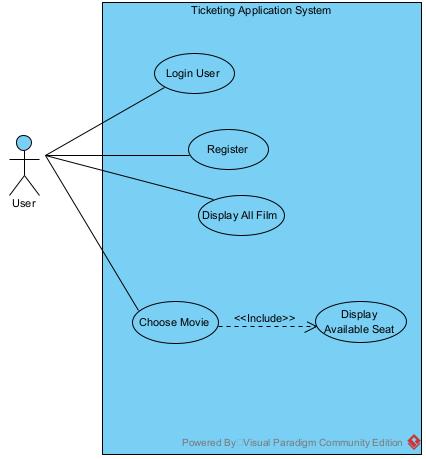 Ticketing Application System
Login User
Register
User
Display All Film
Choose Movie
<<Include>>
Display
Available Seat
Powered By Visual Paradigm Community Edition